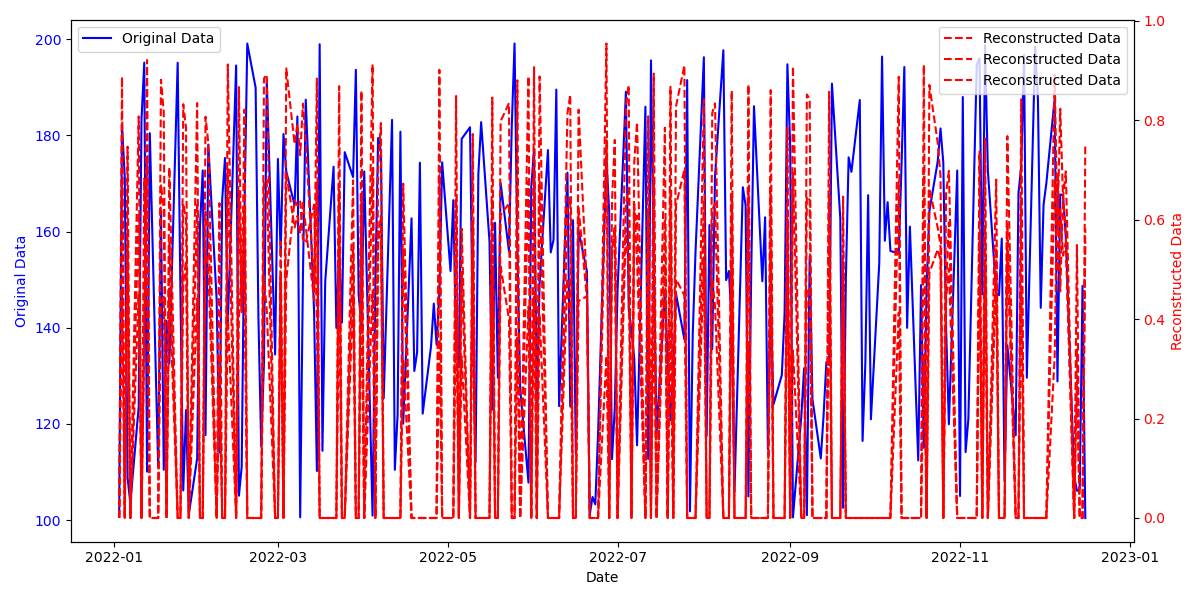 Original Data
Reconstructed Data
Reconstructed Data
Reconstructed Data
200
180
160
140
120
100
Original Data
1.0
0.8
0.6
0.4
0.2
0.0
Reconstructed Data
2022-01
2022-03
2022-05
2022-07
2022-09
2022-11
2023-01
Date